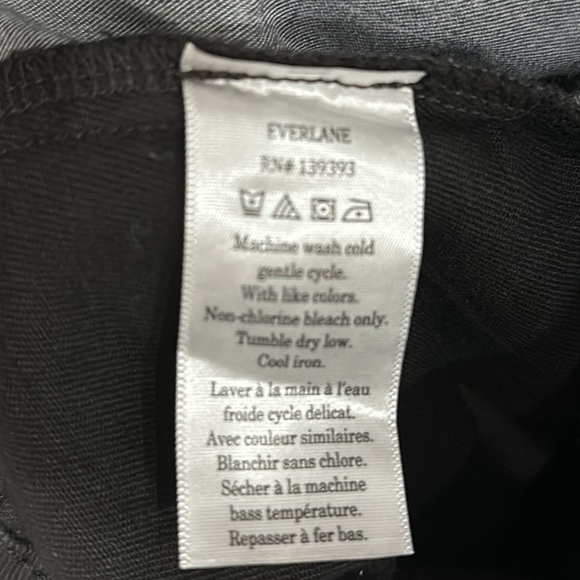 EVERLANE
RN# 139393
Machine wash cold
gentle cycle.
With like colors.
Non-chlorine bleach only.
Tumble dry low.
Cool iron.
Laver à la main à l'eau
froide cycle delicat.
Avec couleur similaires.
Blanchir sans chlore.
Sécher à la machine
bass température.
Repasser à fer bas.